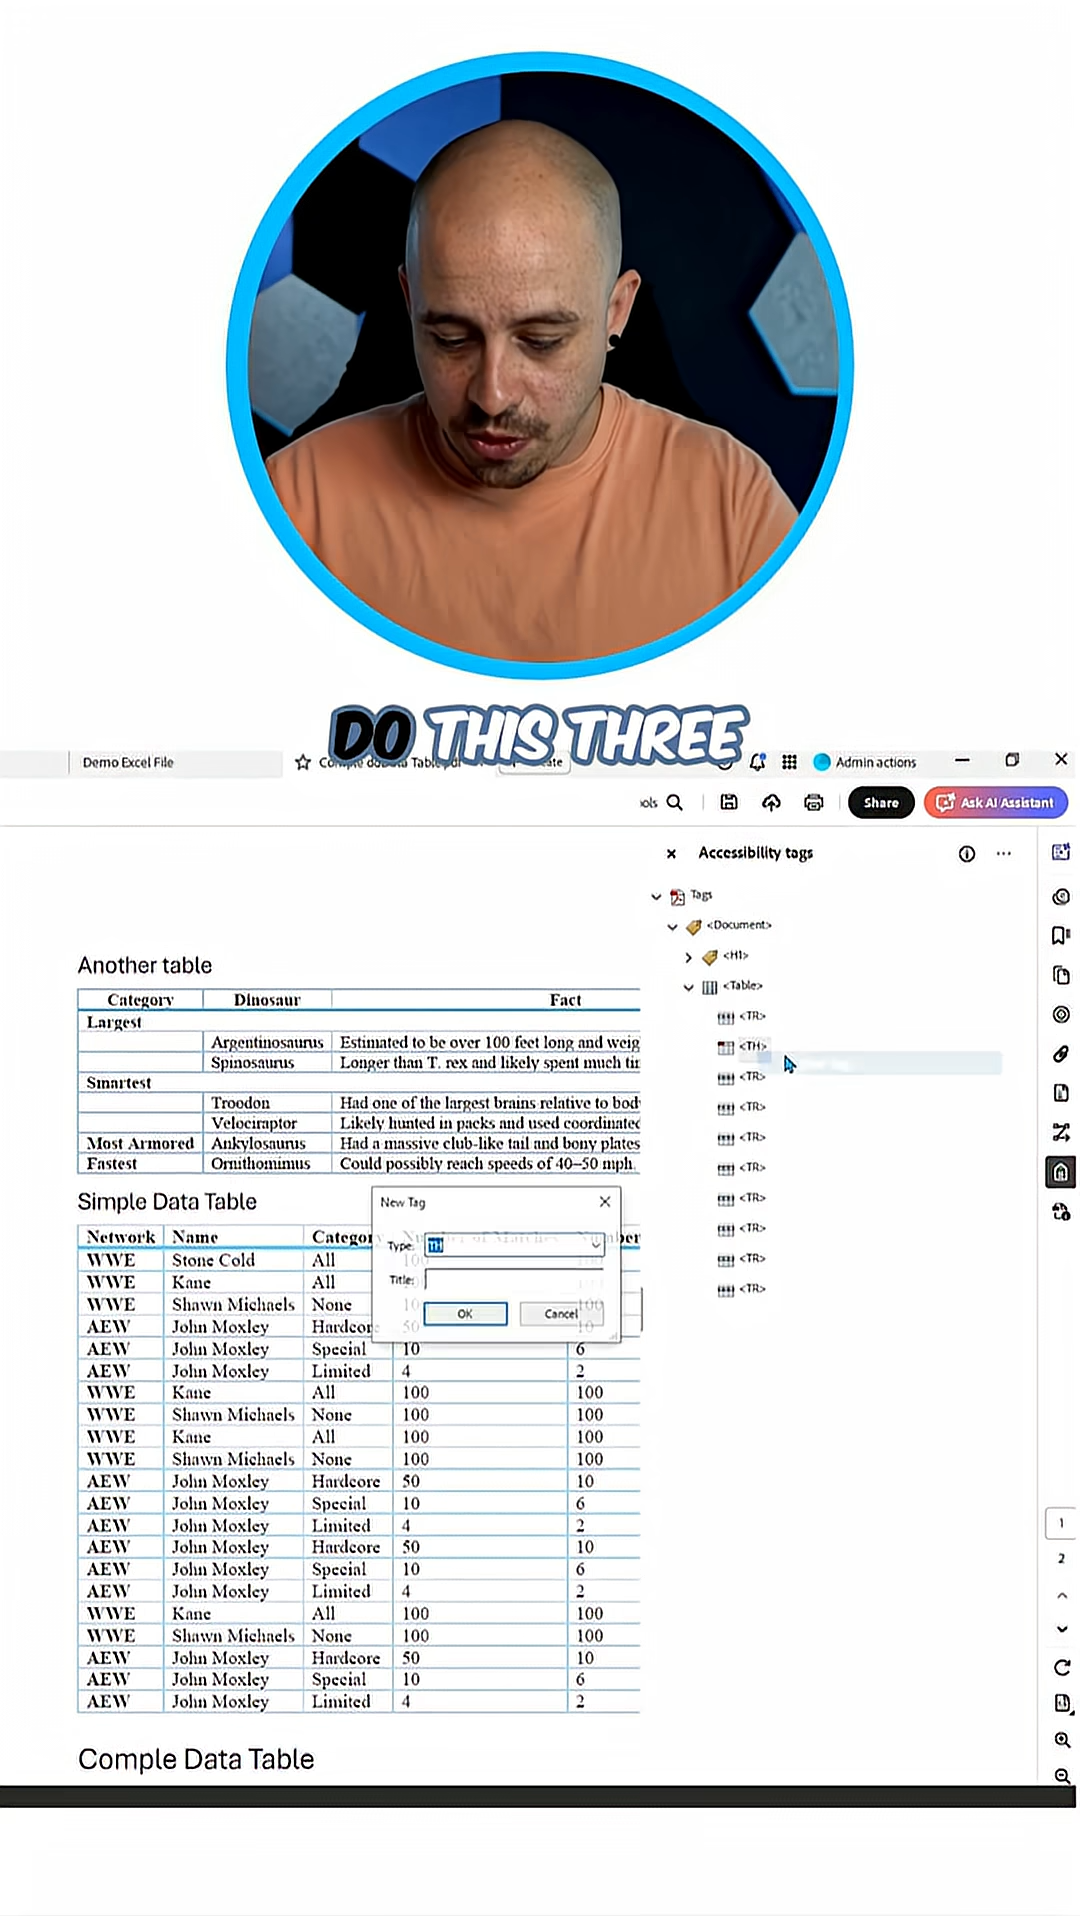 DO THIS THREE
Demo Excel File
Admin actions
Share
Ask AI Assistant
Accessibility tags
Tags
<Document>
<H1>
<Table>
<TR>
<TH>
<TR>
<TR>
<TR>
<TR>
<TR>
<TR>
<TR>
<TR>
Another table
Category Dinosaur Fact
Largest
Argentinosaurus Estimated to be over 100 feet long and weig
Spinosaurus Longer than T. rex and likely spent much ti
Smartest
Troodon Had one of the largest brains relative to bod
Velociraptor Likely hunted in packs and used coordinated
Most Armored Ankylosaurus Had a massive club-like tail and bony plates
Fastest Ornithominus Could possibly reach speeds of 40–50 mph.
Simple Data Table
New Tag
Type: TH
Title:
OK Cancel
Network Name Category
WWE Stone Cold All
WWE Kane All
WWE Shawn Michaels None
AEW John Moxley Hardcore
AEW John Moxley Special 10 6
AEW John Moxley Limited 4 2
WWE Kane All 100 100
WWE Shawn Michaels None 100 100
WWE Kane All 100 100
WWE Shawn Michaels None 100 100
AEW John Moxley Hardcore 50 10
AEW John Moxley Special 10 6
AEW John Moxley Limited 4 2
AEW John Moxley Hardcore 50 10
AEW John Moxley Special 10 6
AEW John Moxley Limited 4 2
WWE Kane All 100 100
WWE Shawn Michaels None 100 100
AEW John Moxley Hardcore 50 10
AEW John Moxley Special 10 6
AEW John Moxley Limited 4 2
Comple Data Table
1
2